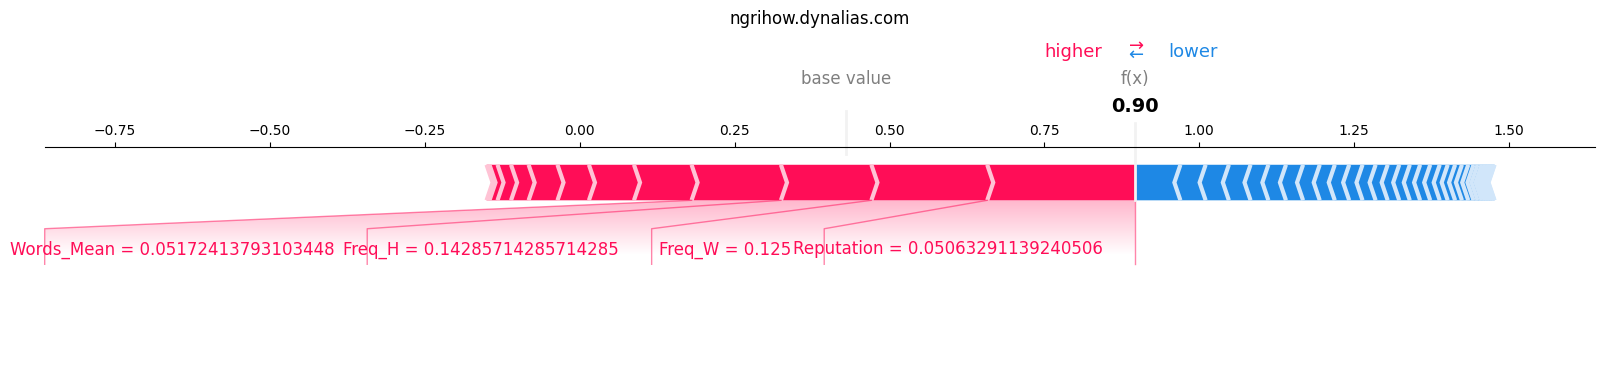 ngrihow.dynalias.com
higher ⇄ lower
base value f(x)
0.90
−0.75 −0.50 −0.25 0.00 0.25 0.50 0.75 1.00 1.25 1.50
Words_Mean = 0.05172413793103448 Freq_H = 0.14285714285714285 Freq_W = 0.125 Reputation = 0.05063291139240506